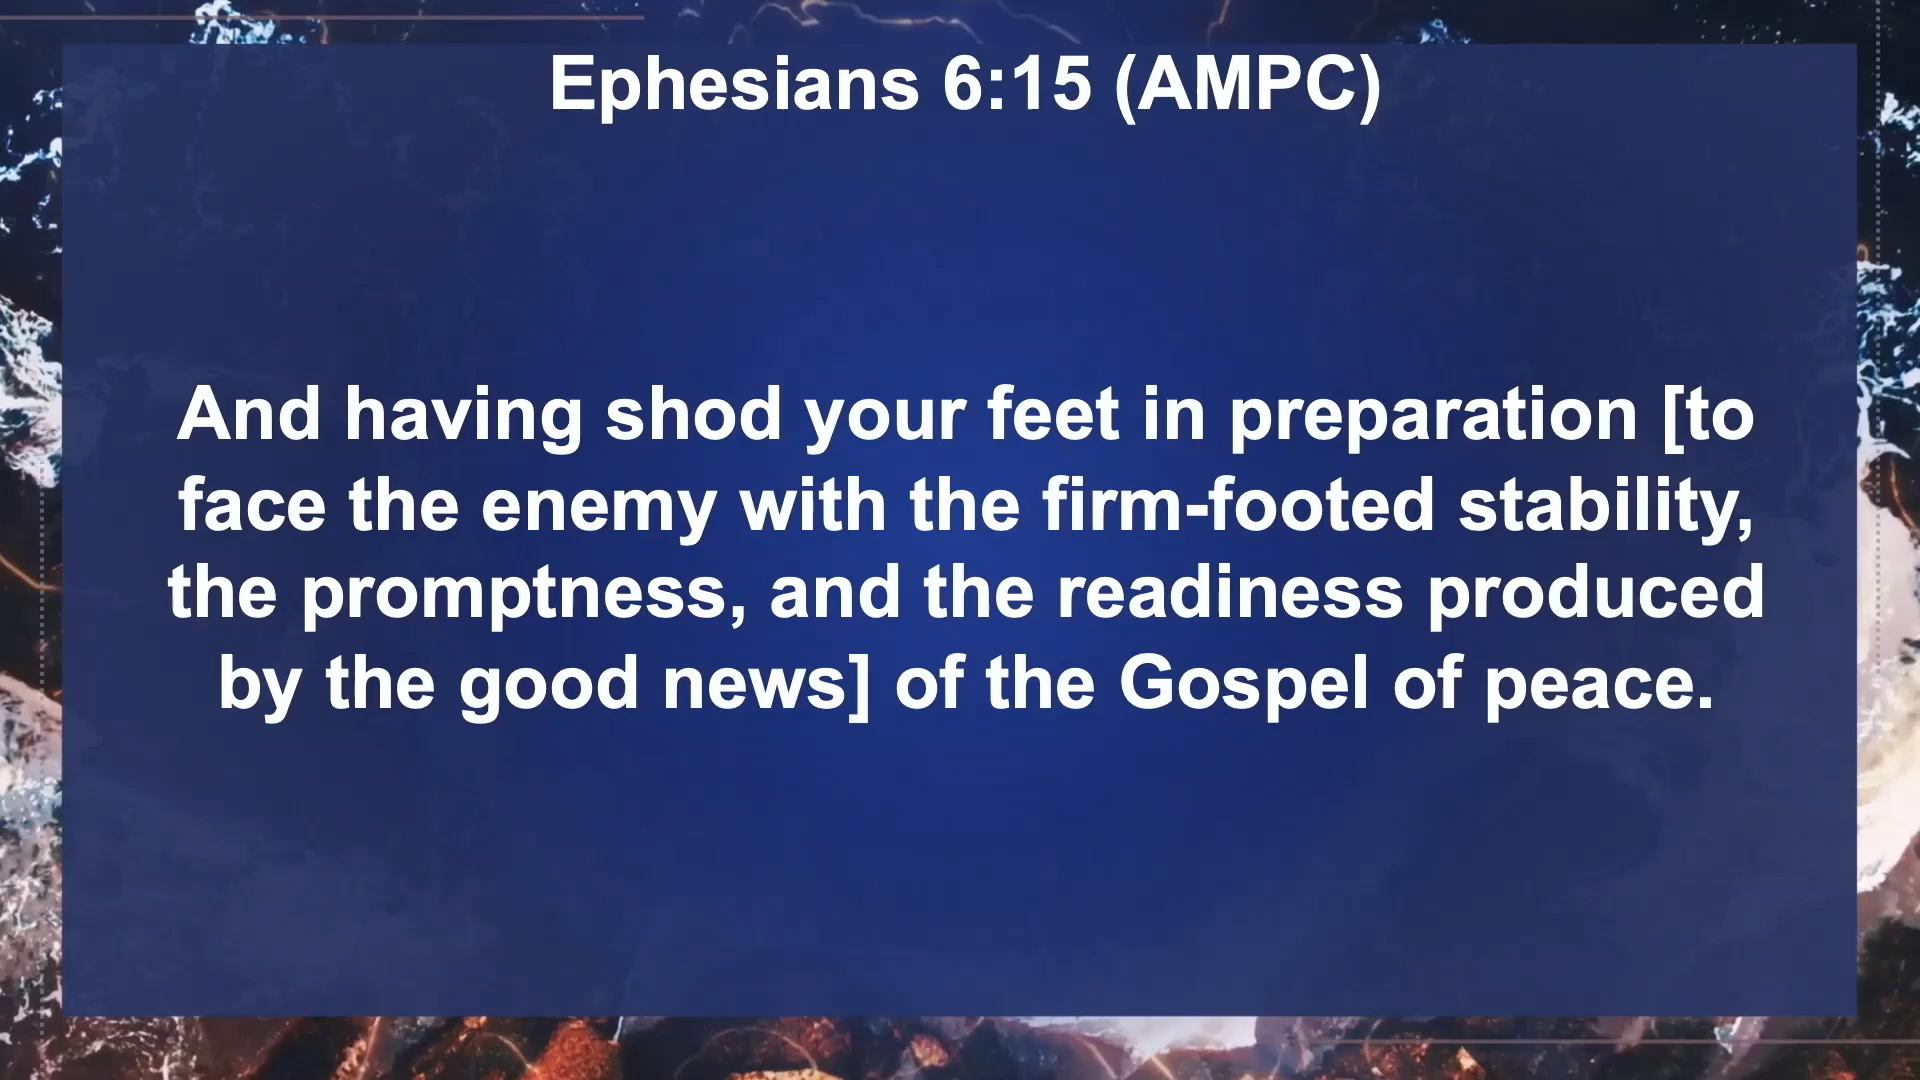 Ephesians 6:15 (AMPC)
And having shod your feet in preparation [to
face the enemy with the firm-footed stability,
the promptness, and the readiness produced
by the good news] of the Gospel of peace.